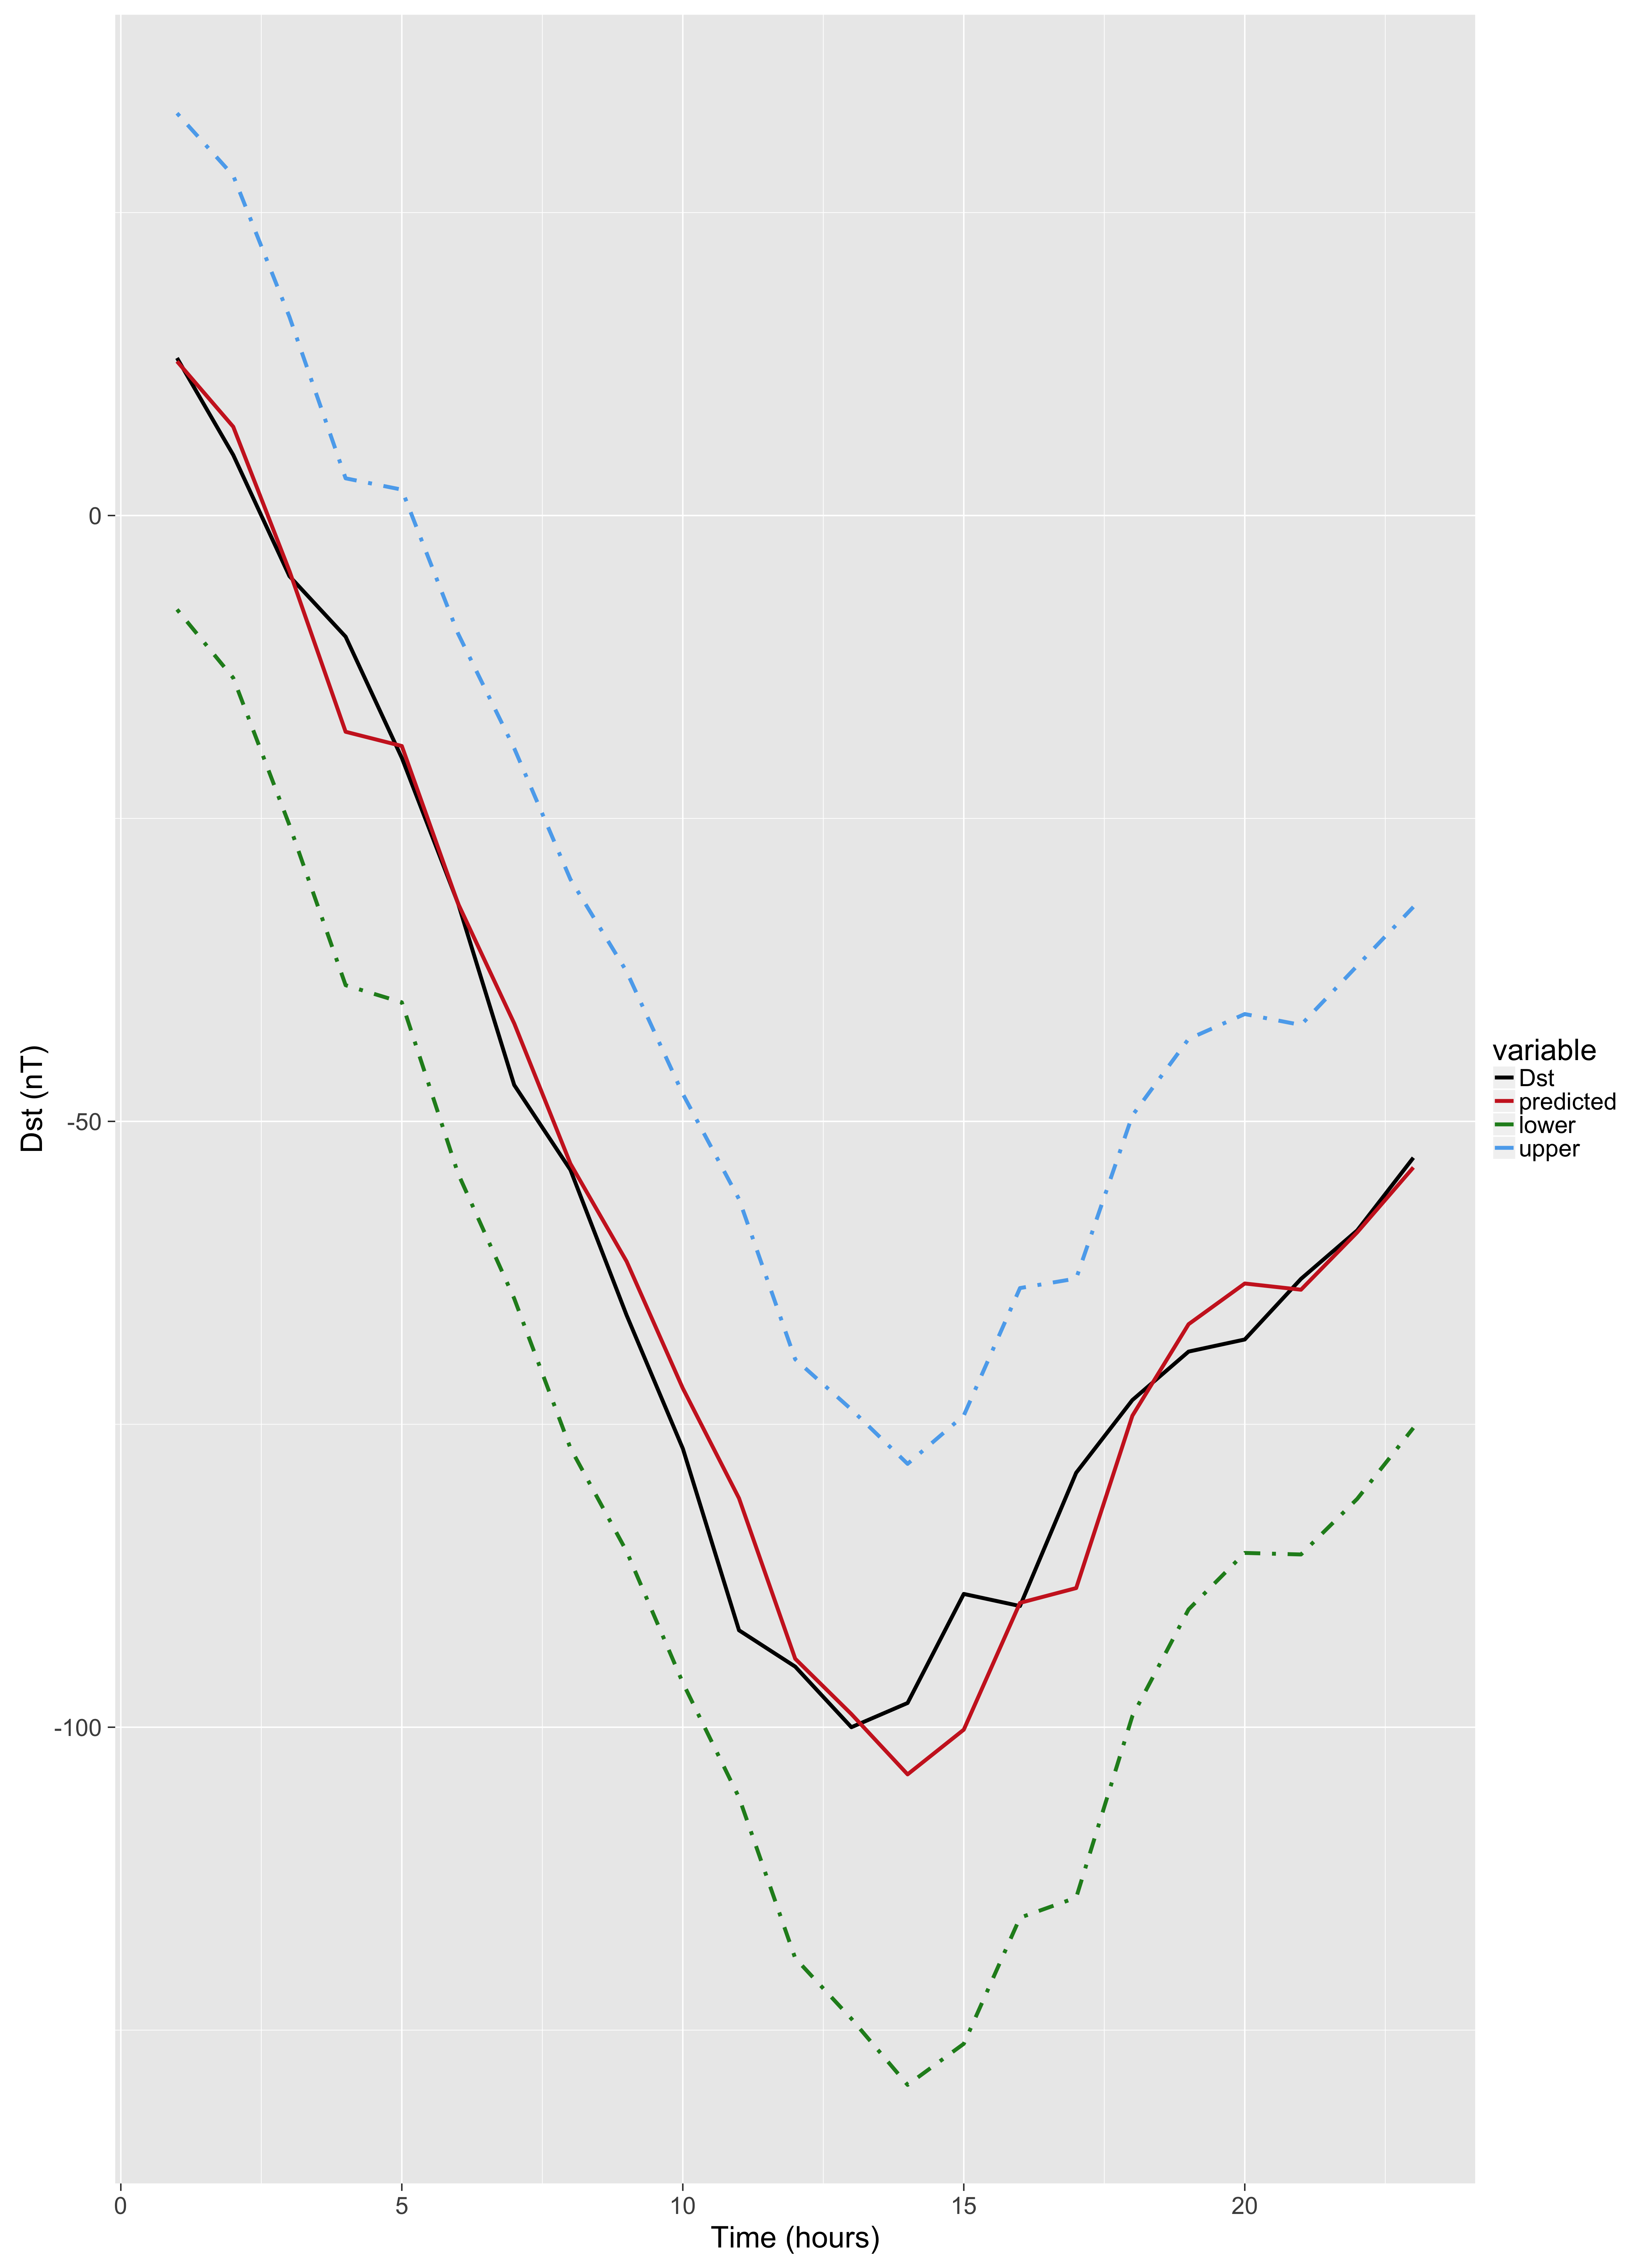 0
-50
-100
Dst (nT)
0 5 10 15 20
Time (hours)
variable
Dst
predicted
lower
upper